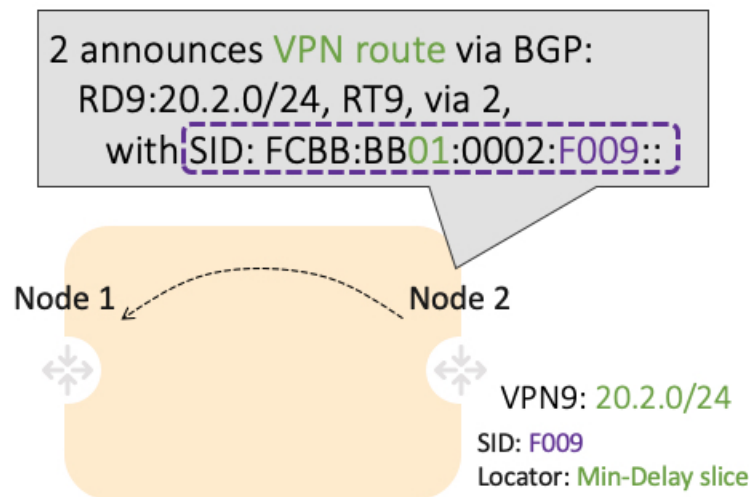 2 announces VPN route via BGP:
RD9:20.2.0/24, RT9, via 2,
with SID: FCBB:BB01:0002:F009::
Node 1
Node 2
VPN9: 20.2.0/24
SID: F009
Locator: Min-Delay slice